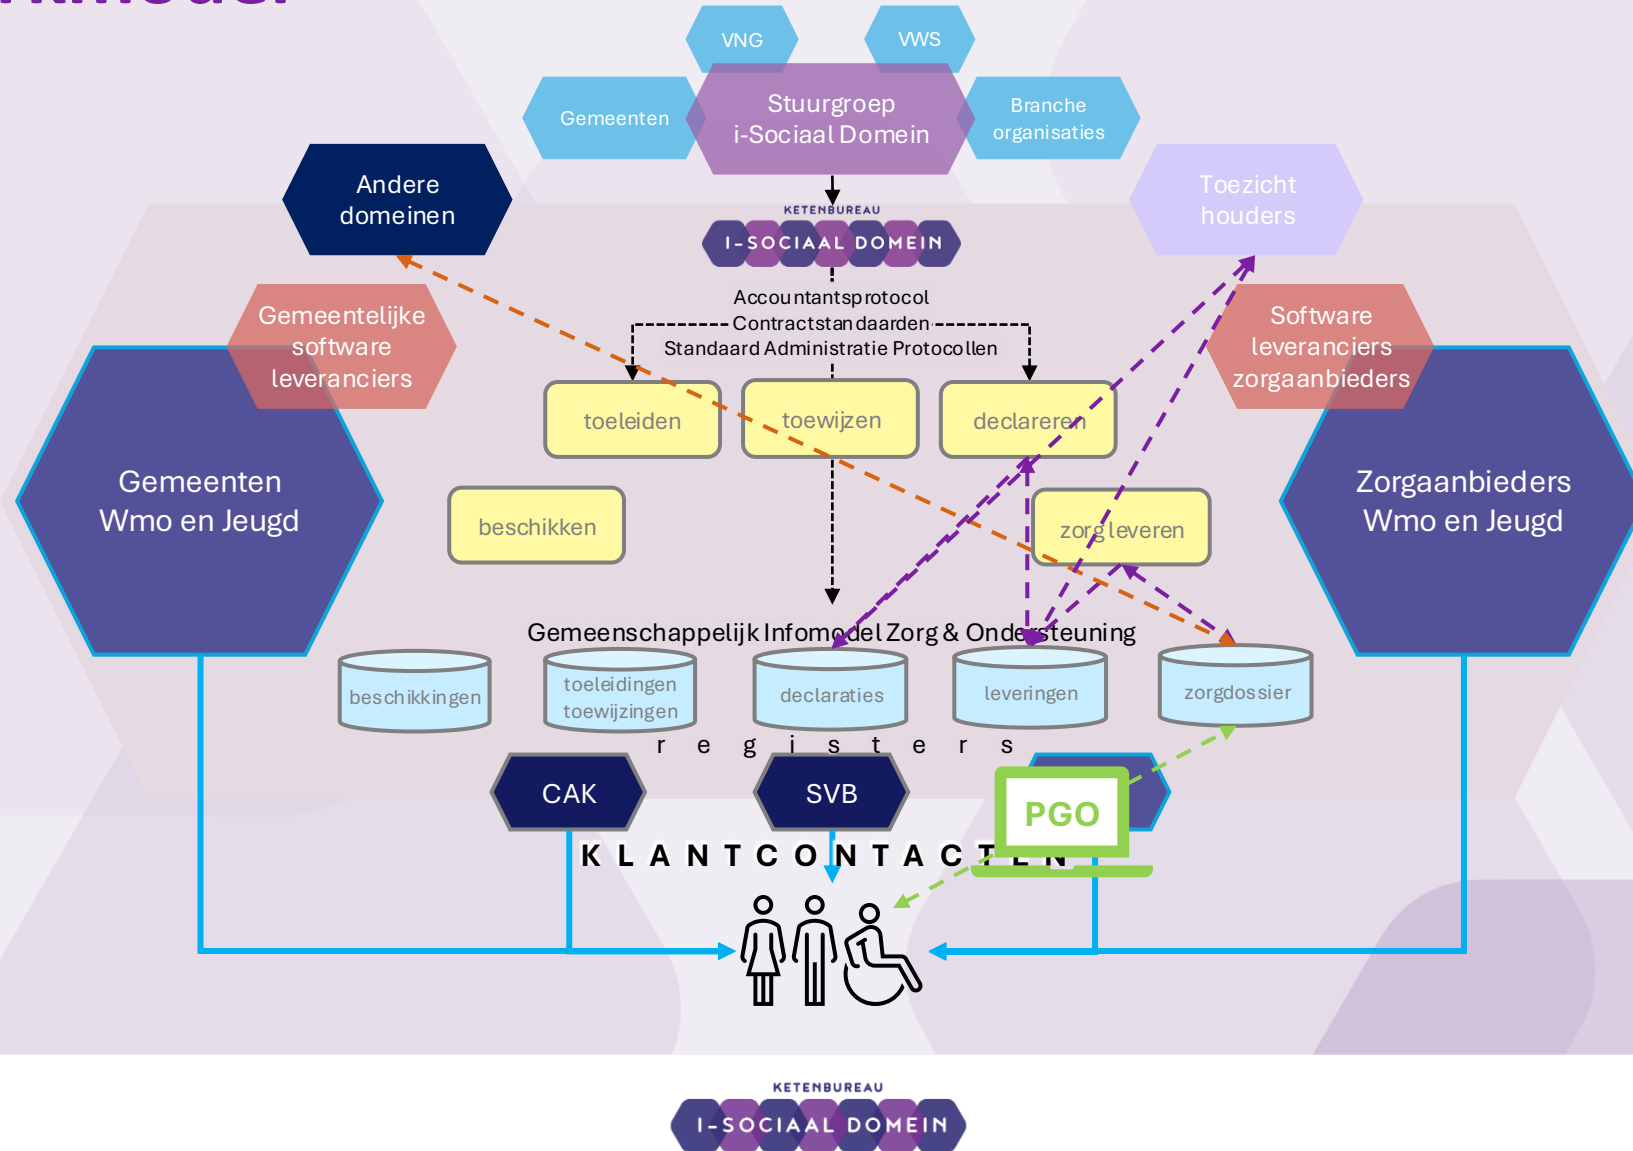 VNG
VWS
Gemeenten
Stuurgroep
i-Sociaal Domein
Branche
organisaties
Andere
domeinen
Toezicht
houders
KETENBUREAU
I-SOCIAAL DOMEIN
Accountantsprotocol
Contractstandaarden
Standaard Administratie Protocollen
Gemeentelijke
software
leveranciers
Software
leveranciers
zorgaanbieders
toeleiden
toewijzen
declareren
Gemeenten
Wmo en Jeugd
Zorgaanbieders
Wmo en Jeugd
beschikken
zorg leveren
Gemeenschappelijk Infomodel Zorg & Ondersteuning
beschikkingen
toeleidingen
toewijzingen
declaraties
leveringen
zorgdossier
registers
CAK
SVB
PGO
KLANTCONTACTEN
KETENBUREAU
I-SOCIAAL DOMEIN